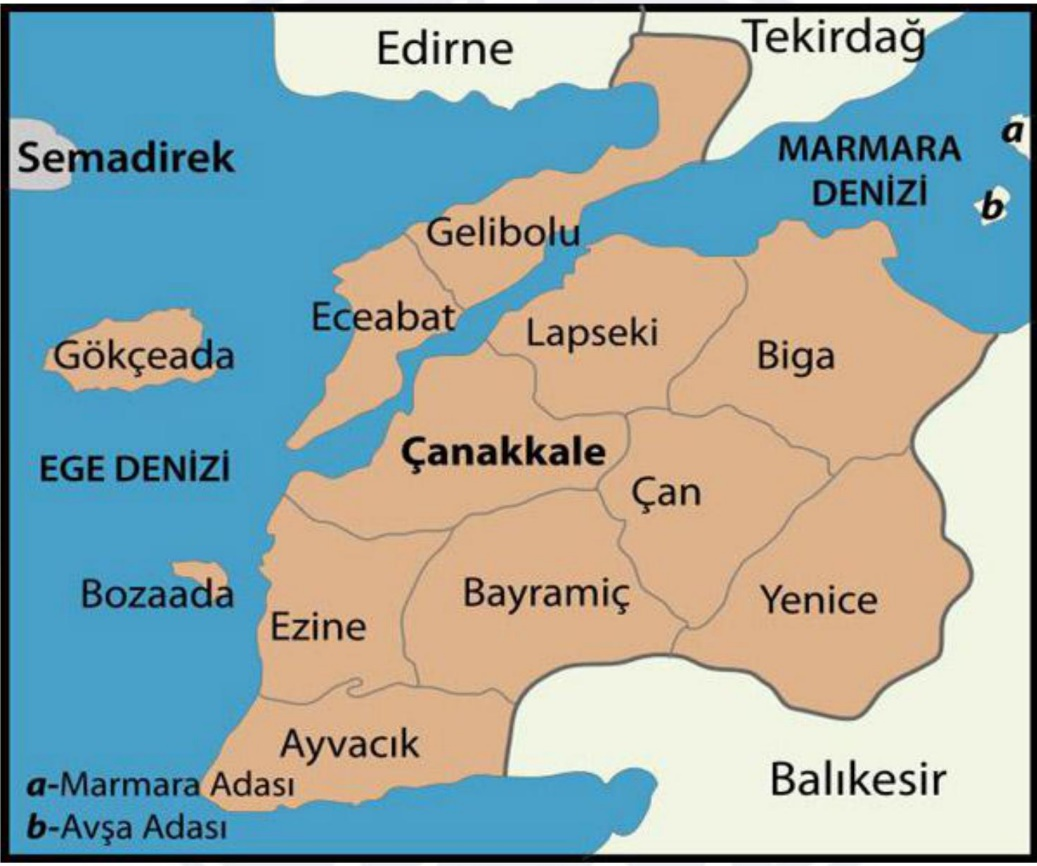 Edirne
Tekirdağ
Semadirek
MARMARA
DENİZİ
a
b
Gelibolu
Eceabat
Lapseki
Gökçeada
Biga
EGE DENİZİ
Çanakkale
Çan
Bozaada
Ezine
Bayramiç
Yenice
Ayvacık
Balıkesir
a-Marmara Adası
b-Avşa Adası